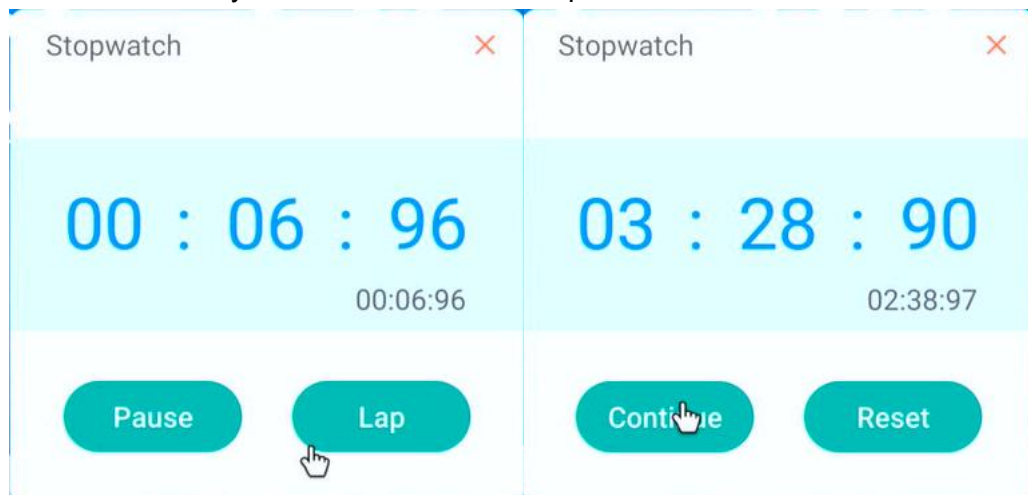 Stopwatch
00 : 06 : 96
00:06:96
Pause
Lap
Stopwatch
03 : 28 : 90
02:38:97
Continue
Reset